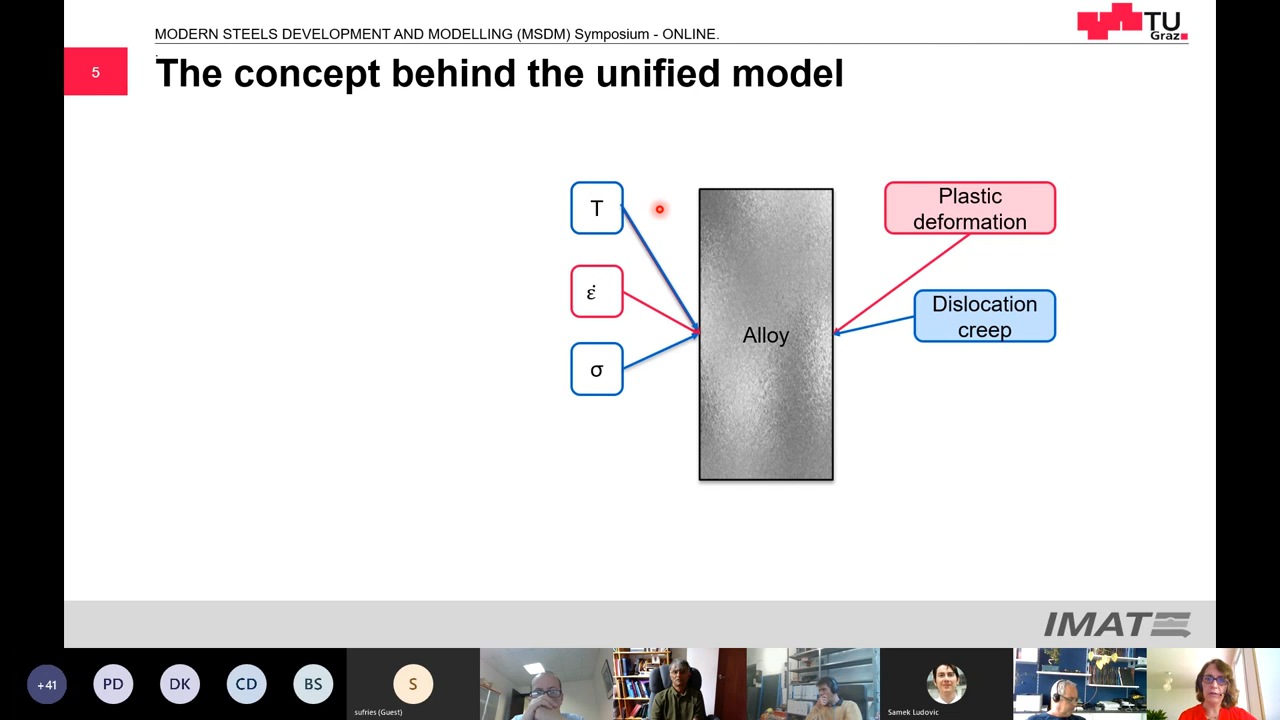 MODERN STEELS DEVELOPMENT AND MODELLING (MSDM) Symposium - ONLINE.
.
TU
Graz
5
The concept behind the unified model
T
ε̇
σ
Alloy
Plastic
deformation
Dislocation
creep
IMAT
+41
PD
DK
CD
BS
S
sufries (Guest)
Samek Ludovic